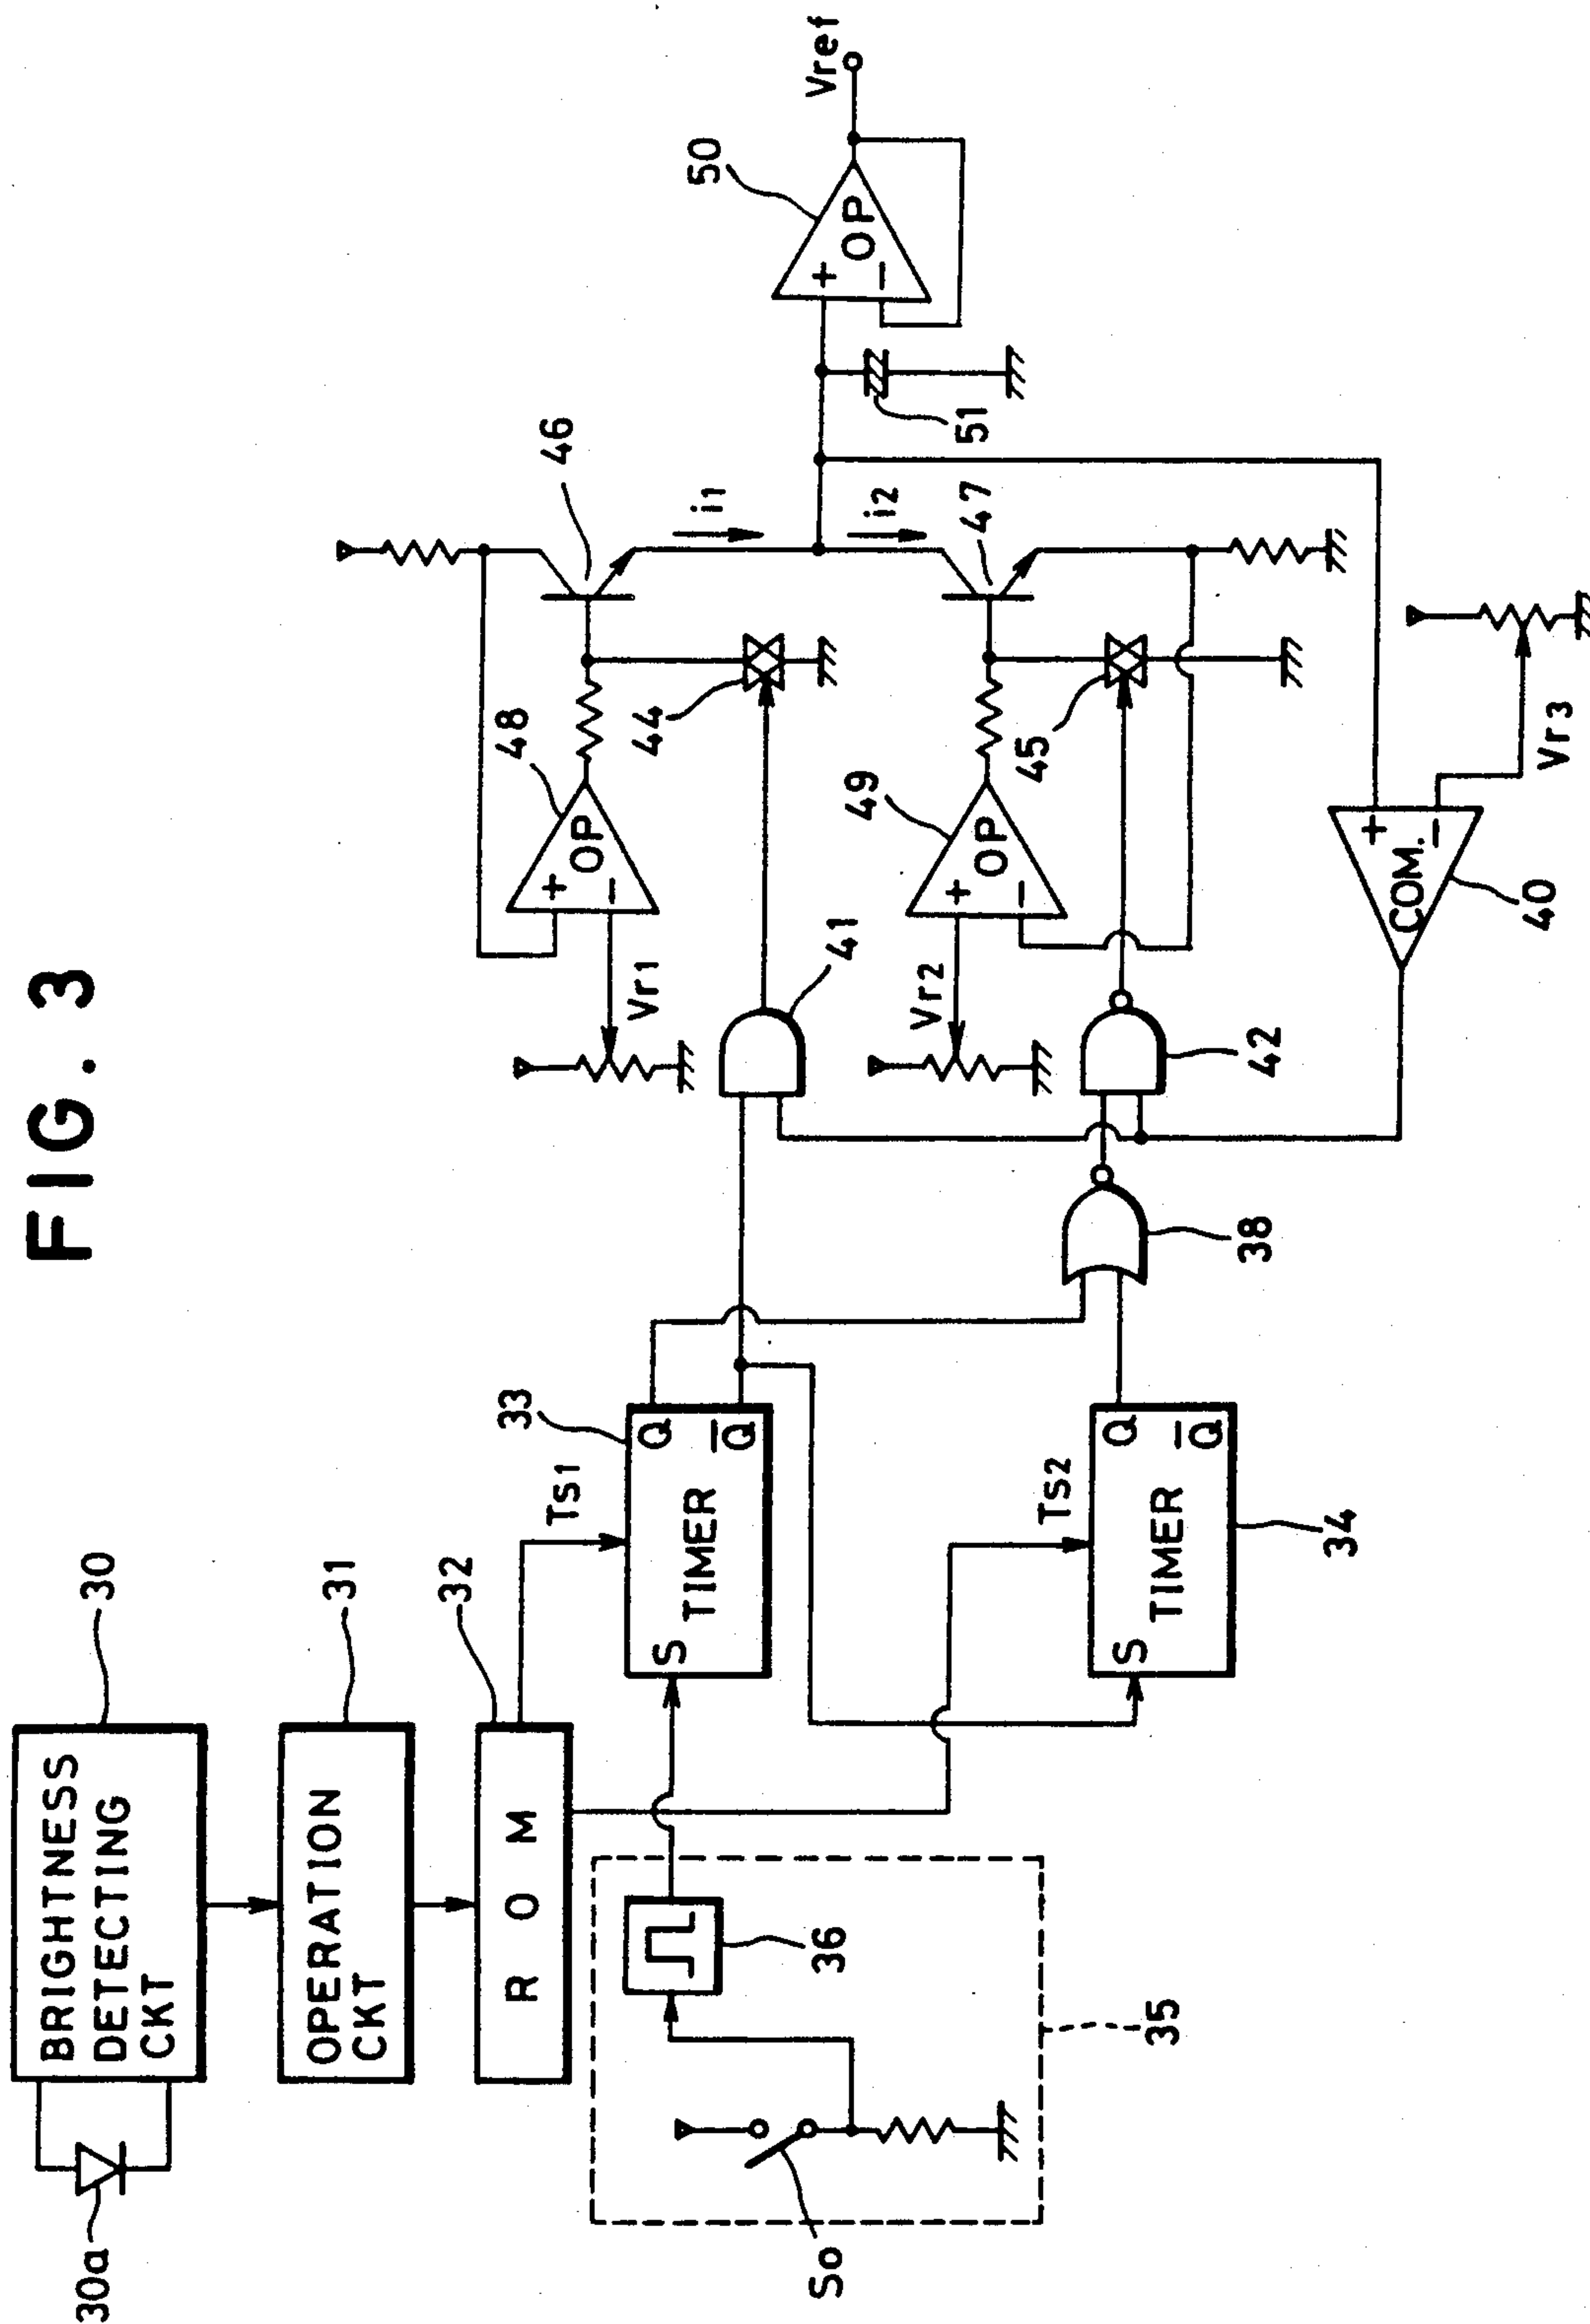 FIG. 3
30a
BRIGHTNESS
DETECTING
CKT
30
OPERATION
CKT
31
ROM
32
So
36
35
Ts1
33
S
TIMER
Q
Q̅
Ts2
S
TIMER
Q
Q̅
34
38
41
42
Vr1
48
+
OP
−
44
46
i1
Vr2
49
+
OP
−
45
47
i2
COM.
+
−
40
Vr3
51
50
+
OP
−
Vref